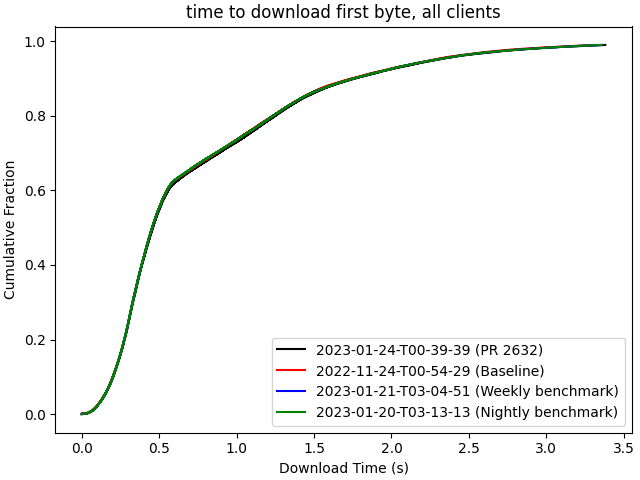 time to download first byte, all clients
1.0
0.8
0.6
0.4
0.2
0.0
Cumulative Fraction
2023-01-24-T00-39-39 (PR 2632)
2022-11-24-T00-54-29 (Baseline)
2023-01-21-T03-04-51 (Weekly benchmark)
2023-01-20-T03-13-13 (Nightly benchmark)
0.0 0.5 1.0 1.5 2.0 2.5 3.0 3.5
Download Time (s)